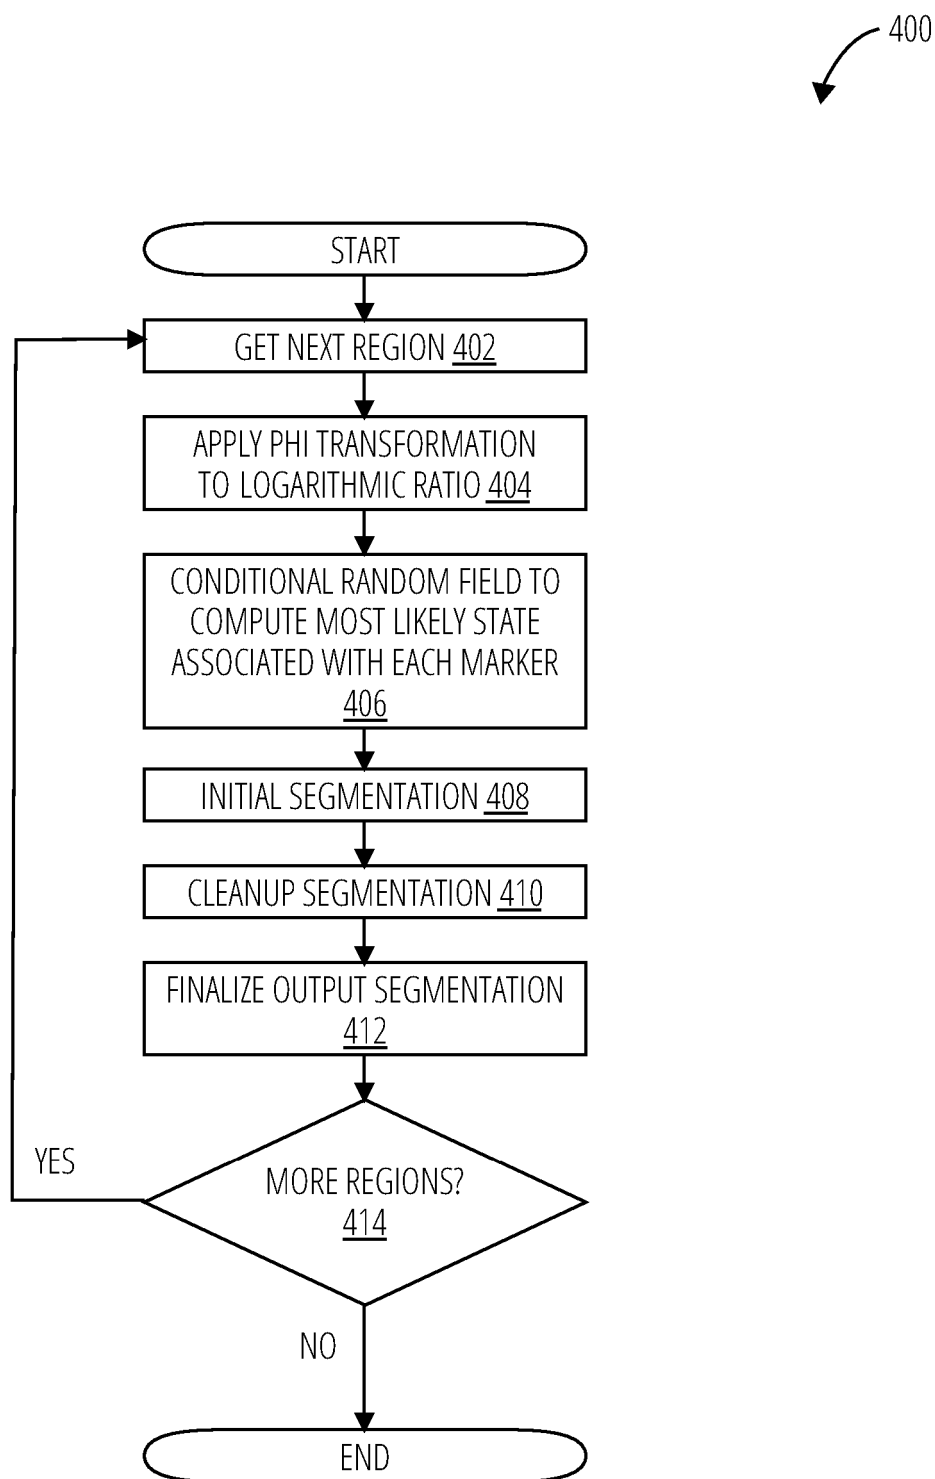 400
START
GET NEXT REGION 402
APPLY PHI TRANSFORMATION
TO LOGARITHMIC RATIO 404
CONDITIONAL RANDOM FIELD TO
COMPUTE MOST LIKELY STATE
ASSOCIATED WITH EACH MARKER
406
INITIAL SEGMENTATION 408
CLEANUP SEGMENTATION 410
FINALIZE OUTPUT SEGMENTATION
412
YES
MORE REGIONS?
414
NO
END